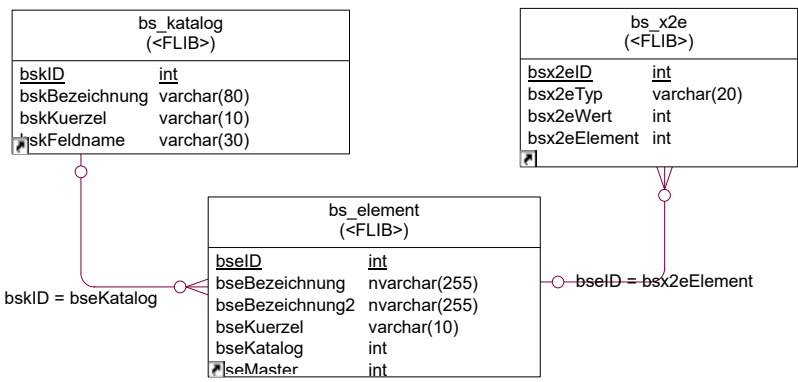 bs_katalog
(<FLIB>)
bskID int
bskBezeichnung varchar(80)
bskKuerzel varchar(10)
skFeldname varchar(30)
bs_x2e
(<FLIB>)
bsx2eID int
bsx2eTyp varchar(20)
bsx2eWert int
bsx2eElement int
bs_element
(<FLIB>)
bseID int
bseBezeichnung nvarchar(255)
bseBezeichnung2 nvarchar(255)
bseKuerzel varchar(10)
bseKatalog int
seMaster int
bskID = bseKatalog
bseID = bsx2eElement